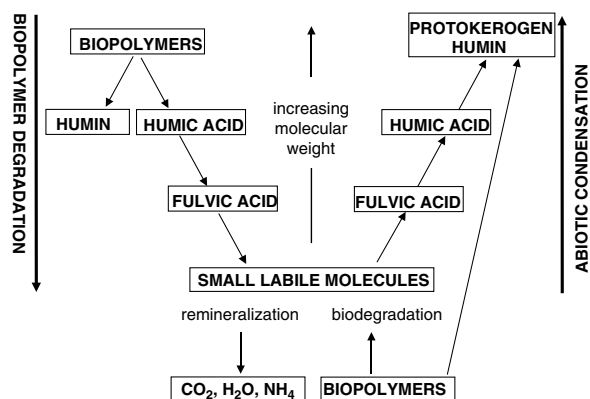 BIOPOLYMER DEGRADATION
BIOPOLYMERS
HUMIN
HUMIC ACID
FULVIC ACID
increasing
molecular
weight
PROTOKEROGEN
HUMIN
HUMIC ACID
FULVIC ACID
ABIOTIC CONDENSATION
SMALL LABILE MOLECULES
remineralization
biodegradation
CO₂, H₂O, NH₄
BIOPOLYMERS